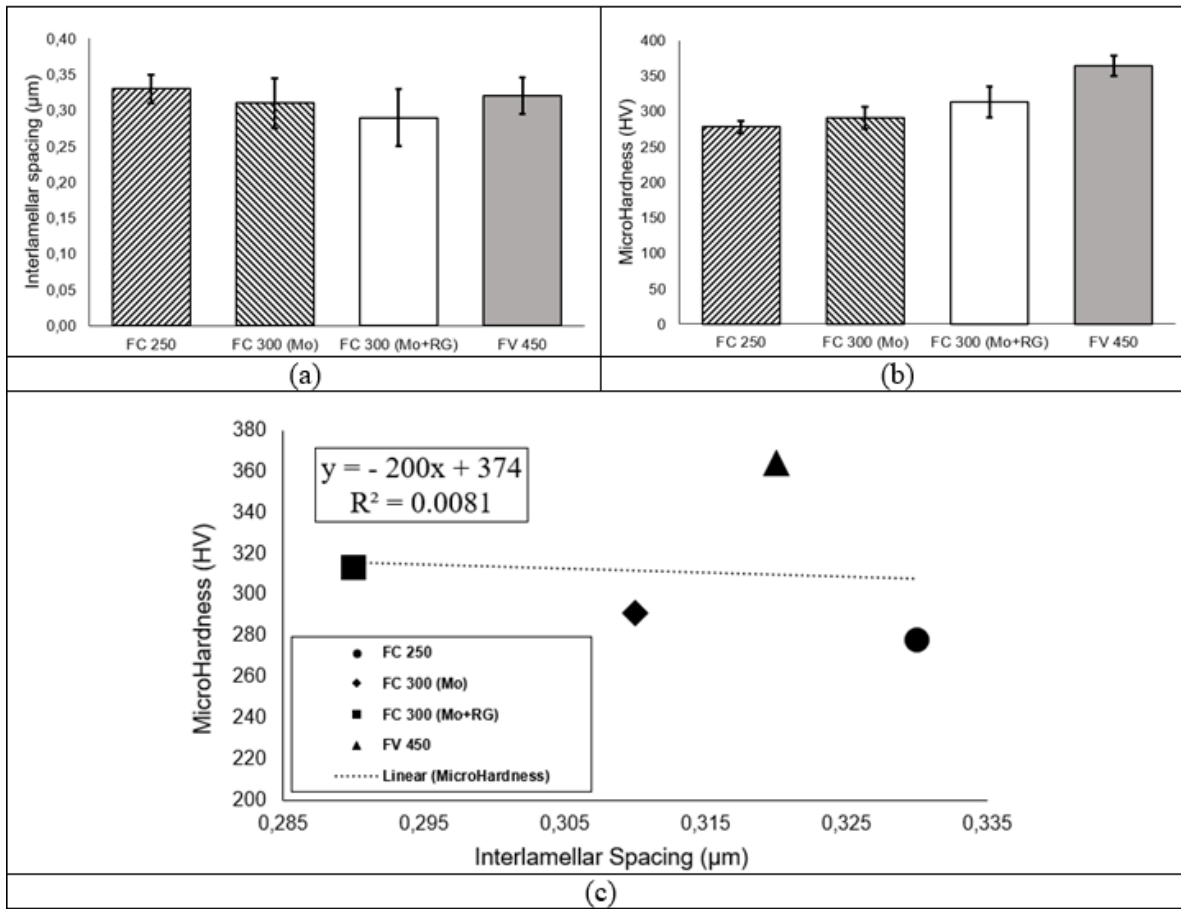 0,40
0,35
0,30
0,25
0,20
0,15
0,10
0,05
0,00
Interlamellar spacing (µm)
FC 250 FC 300 (Mo) FC 300 (Mo+RG) FV 450
(a)
400
350
300
250
200
150
100
50
0
MicroHardness (HV)
FC 250 FC 300 (Mo) FC 300 (Mo+RG) FV 450
(b)
380
360
340
320
300
280
260
240
220
200
MicroHardness (HV)
y = - 200x + 374
R² = 0.0081
FC 250
FC 300 (Mo)
FC 300 (Mo+RG)
FV 450
Linear (MicroHardness)
0,285 0,295 0,305 0,315 0,325 0,335
Interlamellar Spacing (µm)
(c)